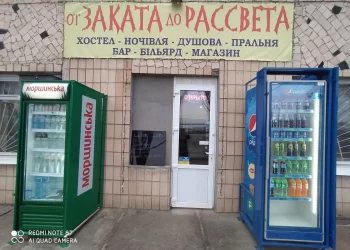 от ЗАКАТА до РАССВЕТА
ХОСТЕЛ - НОЧІВЛЯ - ДУШОВА - ПРАЛЬНЯ
БАР - БІЛЬЯРД - МАГАЗИН
моршинська
Моршинська
pepsi
REDMI NOTE 8T
AI QUAD CAMERA